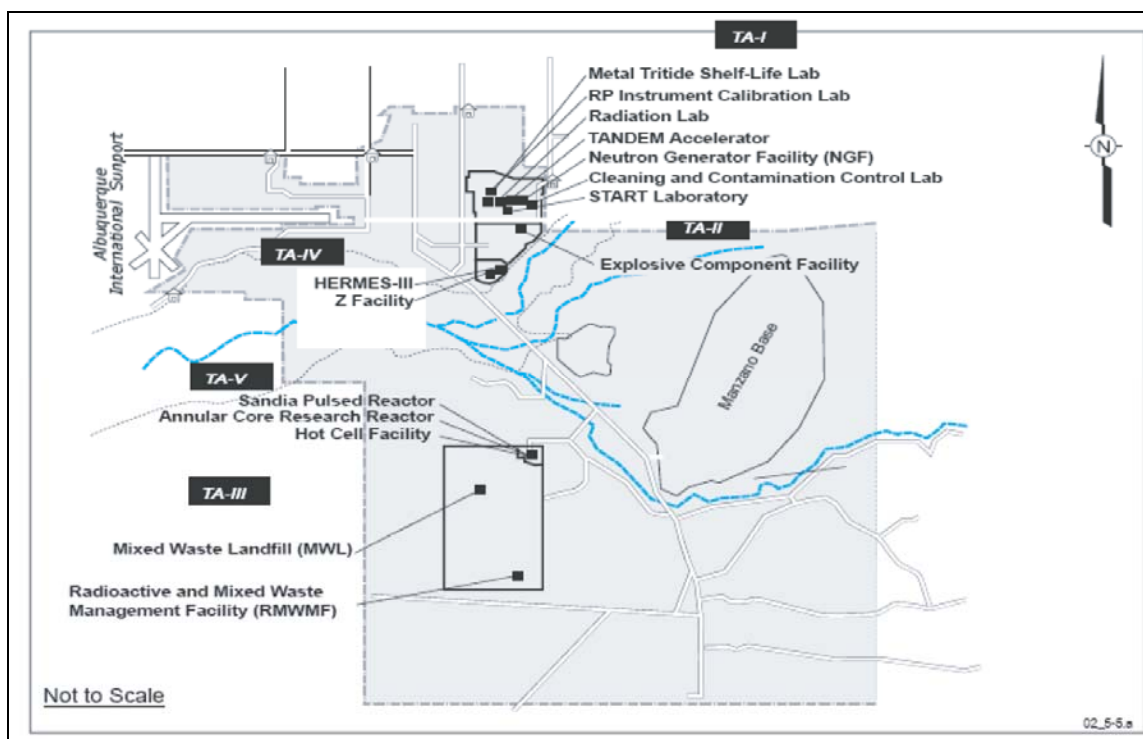 TA-I
Metal Tritide Shelf-Life Lab
RP Instrument Calibration Lab
Radiation Lab
TANDEM Accelerator
Neutron Generator Facility (NGF)
Cleaning and Contamination Control Lab
START Laboratory
N
Albuquerque
International Sunport
TA-II
TA-IV
Explosive Component Facility
HERMES-III
Z Facility
Manzano Base
TA-V
Sandia Pulsed Reactor
Annular Core Research Reactor
Hot Cell Facility
TA-III
Mixed Waste Landfill (MWL)
Radioactive and Mixed Waste
Management Facility (RMWMF)
Not to Scale
02_5-5.a